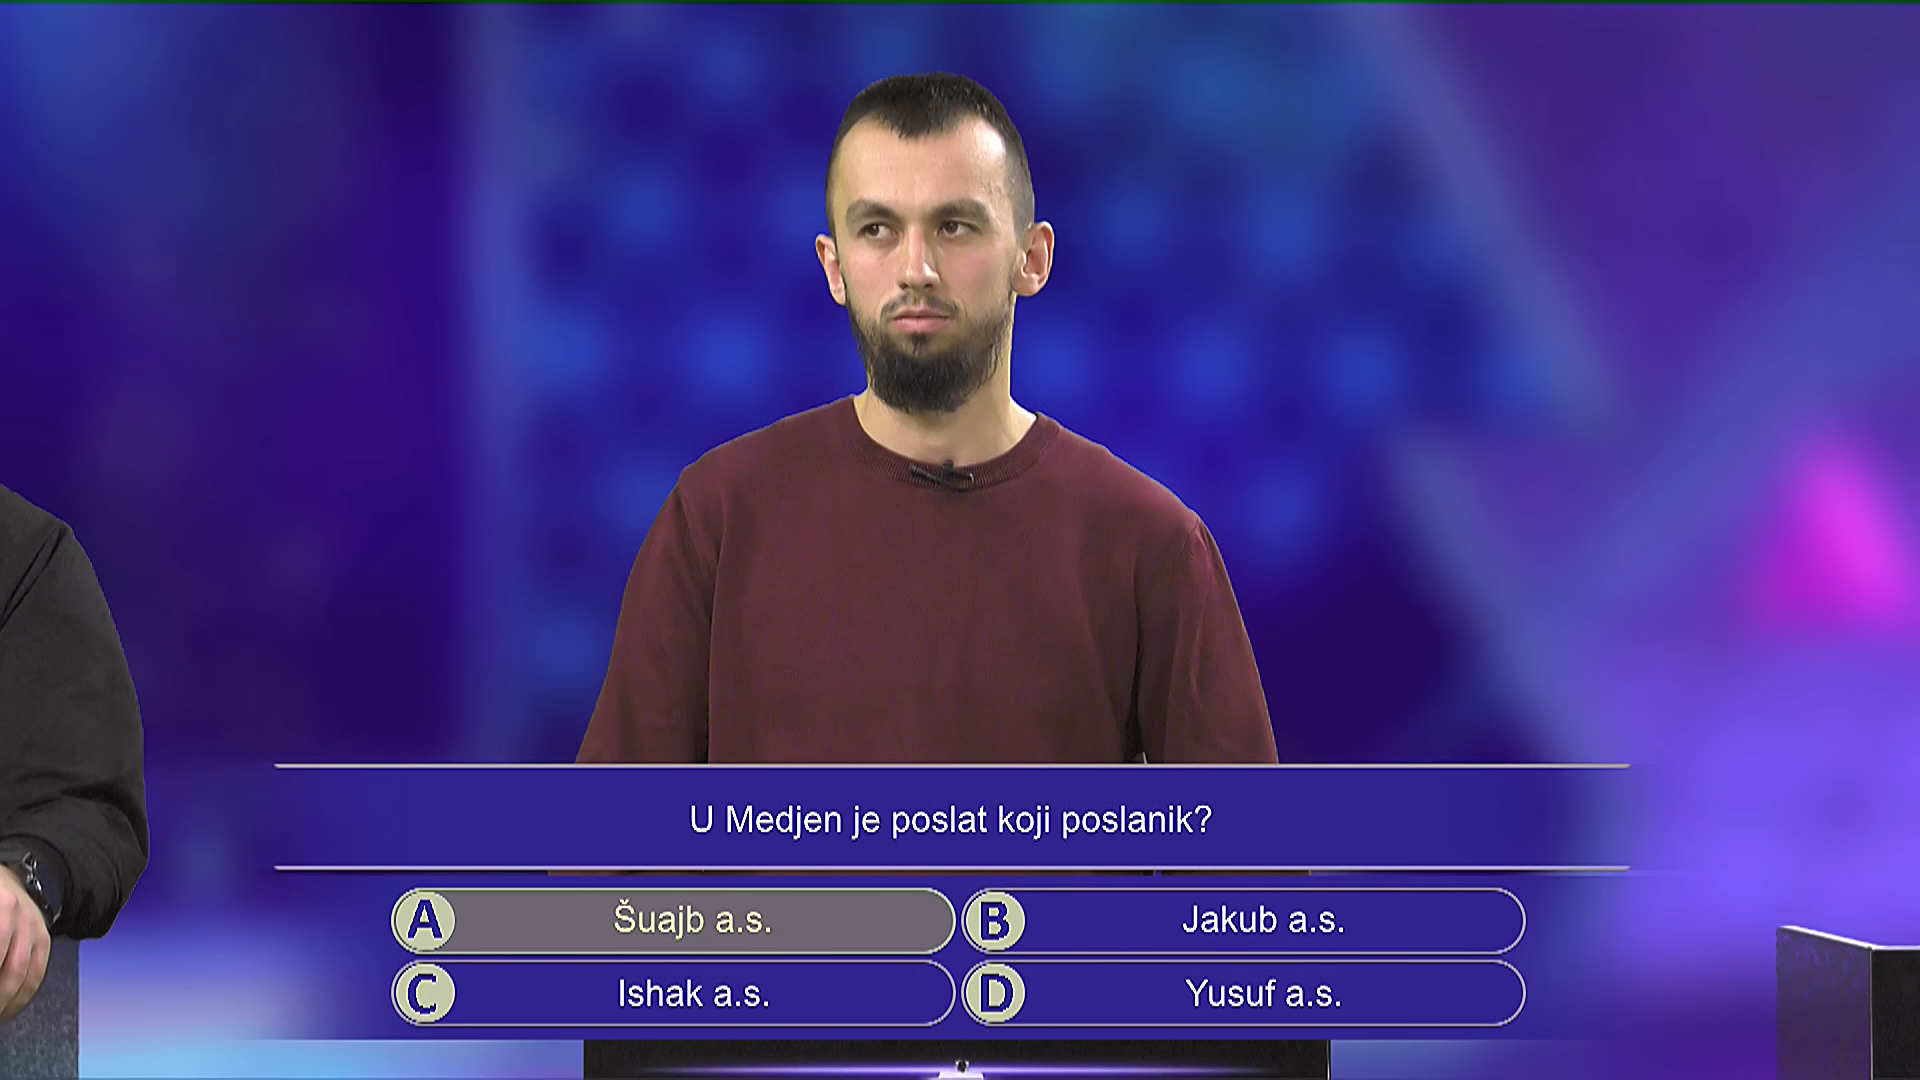 U Medjen je poslat koji poslanik?
A Šuajb a.s.
B Jakub a.s.
C Ishak a.s.
D Yusuf a.s.